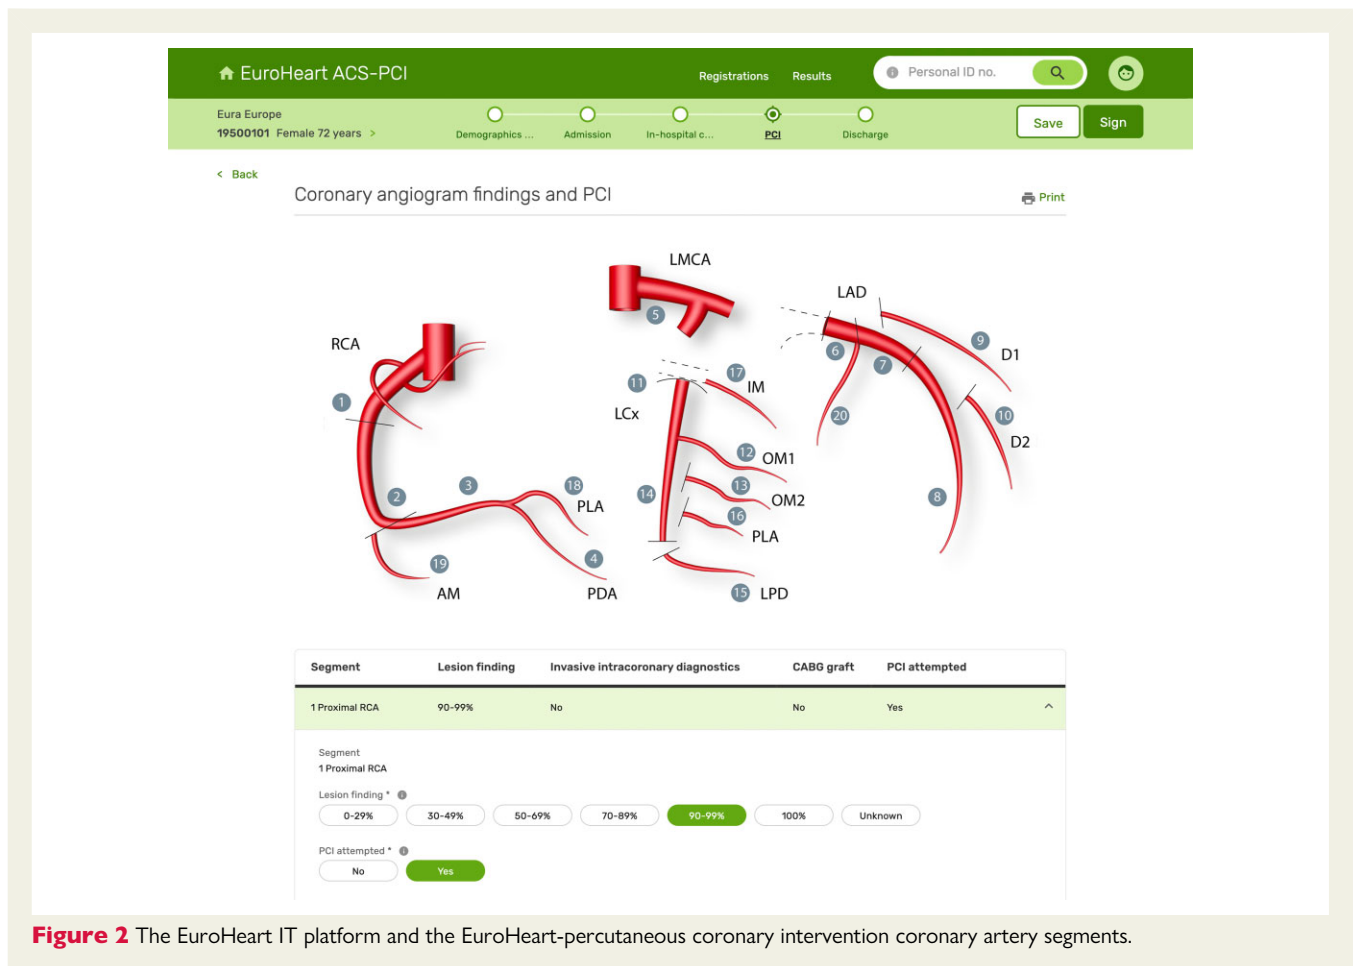 EuroHeart ACS-PCI
Registrations Results Personal ID no.
Eura Europe
19500101 Female 72 years >
Demographics ... Admission In-hospital c... PCI Discharge
Save Sign
< Back
Coronary angiogram findings and PCI
Print
LMCA
5
RCA
1
2
3
18
PLA
4
PDA
19
AM
LAD
6
7
9
D1
10
D2
20
8
11
17
IM
LCx
12
OM1
13
OM2
14
16
PLA
15
LPD
Segment Lesion finding Invasive intracoronary diagnostics CABG graft PCI attempted
1 Proximal RCA 90-99% No No Yes
Segment
1 Proximal RCA
Lesion finding *
0-29% 30-49% 50-69% 70-89% 90-99% 100% Unknown
PCI attempted *
No Yes
Figure 2 The EuroHeart IT platform and the EuroHeart-percutaneous coronary intervention coronary artery segments.